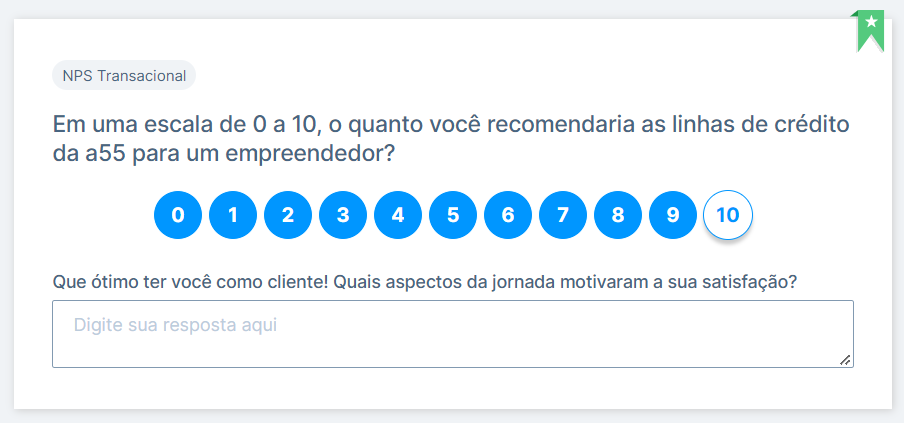 NPS Transacional
Em uma escala de 0 a 10, o quanto você recomendaria as linhas de crédito
da a55 para um empreendedor?
0 1 2 3 4 5 6 7 8 9 10
Que ótimo ter você como cliente! Quais aspectos da jornada motivaram a sua satisfação?
Digite sua resposta aqui